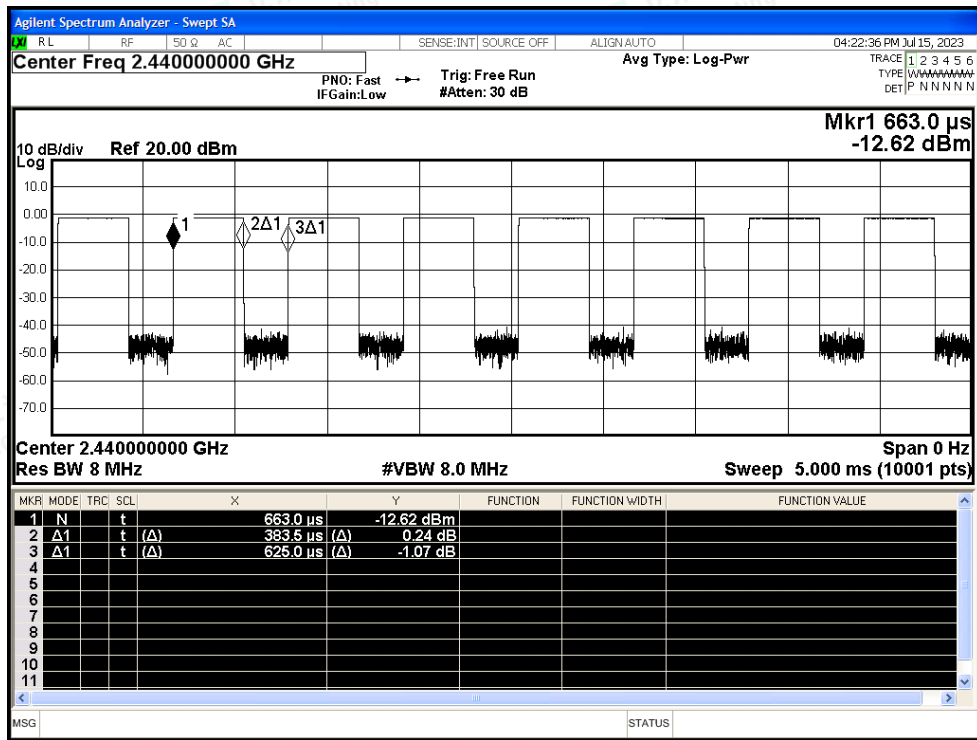 Agilent Spectrum Analyzer - Swept SA
LXI RL RF 50 Ω AC SENSE:INT SOURCE OFF ALIGN AUTO 04:22:36 PM Jul 15, 2023
Center Freq 2.440000000 GHz Avg Type: Log-Pwr TRACE 1 2 3 4 5 6
PNO: Fast Trig: Free Run TYPE WWWWWW
IFGain:Low #Atten: 30 dB DET P N N N N N
Mkr1 663.0 µs
10 dB/div Ref 20.00 dBm -12.62 dBm
Log
10.0
0.00
1 2Δ1 3Δ1
-10.0
-20.0
-30.0
-40.0
-50.0
-60.0
-70.0
Center 2.440000000 GHz Span 0 Hz
Res BW 8 MHz #VBW 8.0 MHz Sweep 5.000 ms (10001 pts)
MKR MODE TRC SCL X Y FUNCTION FUNCTION WIDTH FUNCTION VALUE
1 N t 663.0 µs -12.62 dBm
2 Δ1 t (Δ) 383.5 µs (Δ) 0.24 dB
3 Δ1 t (Δ) 625.0 µs (Δ) -1.07 dB
4
5
6
7
8
9
10
11
MSG STATUS